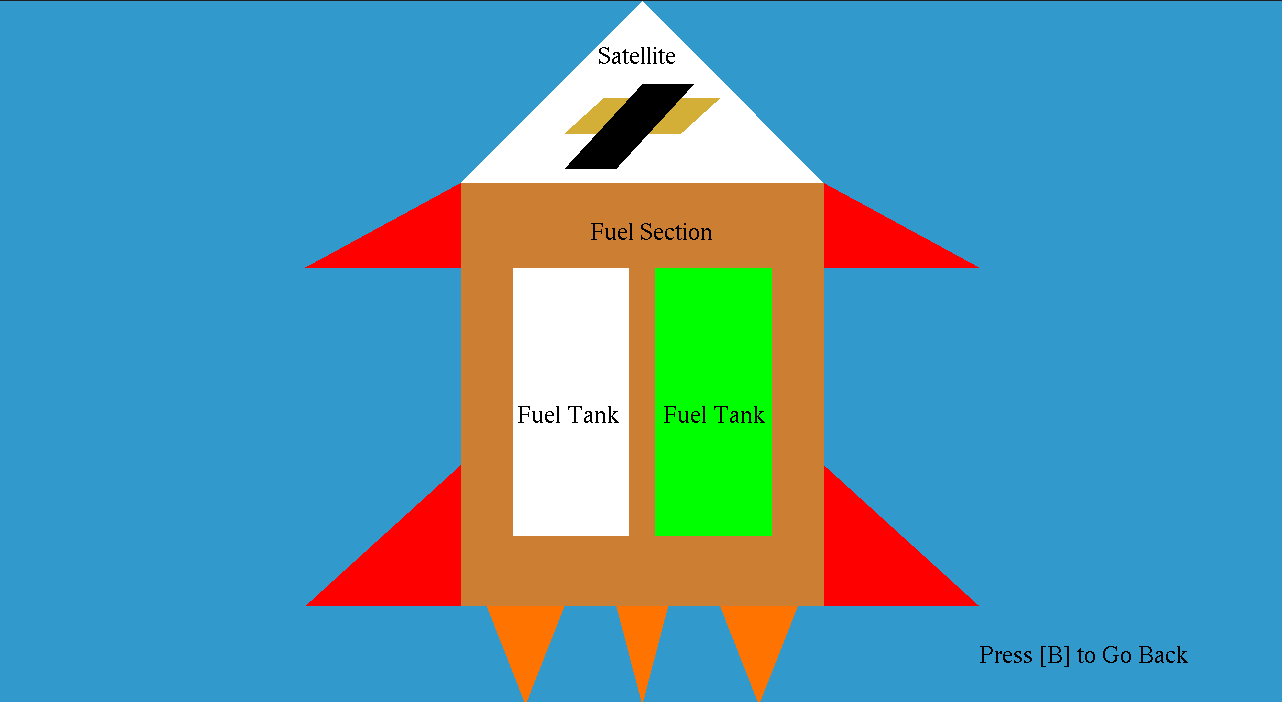 Satellite
Fuel Section
Fuel Tank
Fuel Tank
Press [B] to Go Back